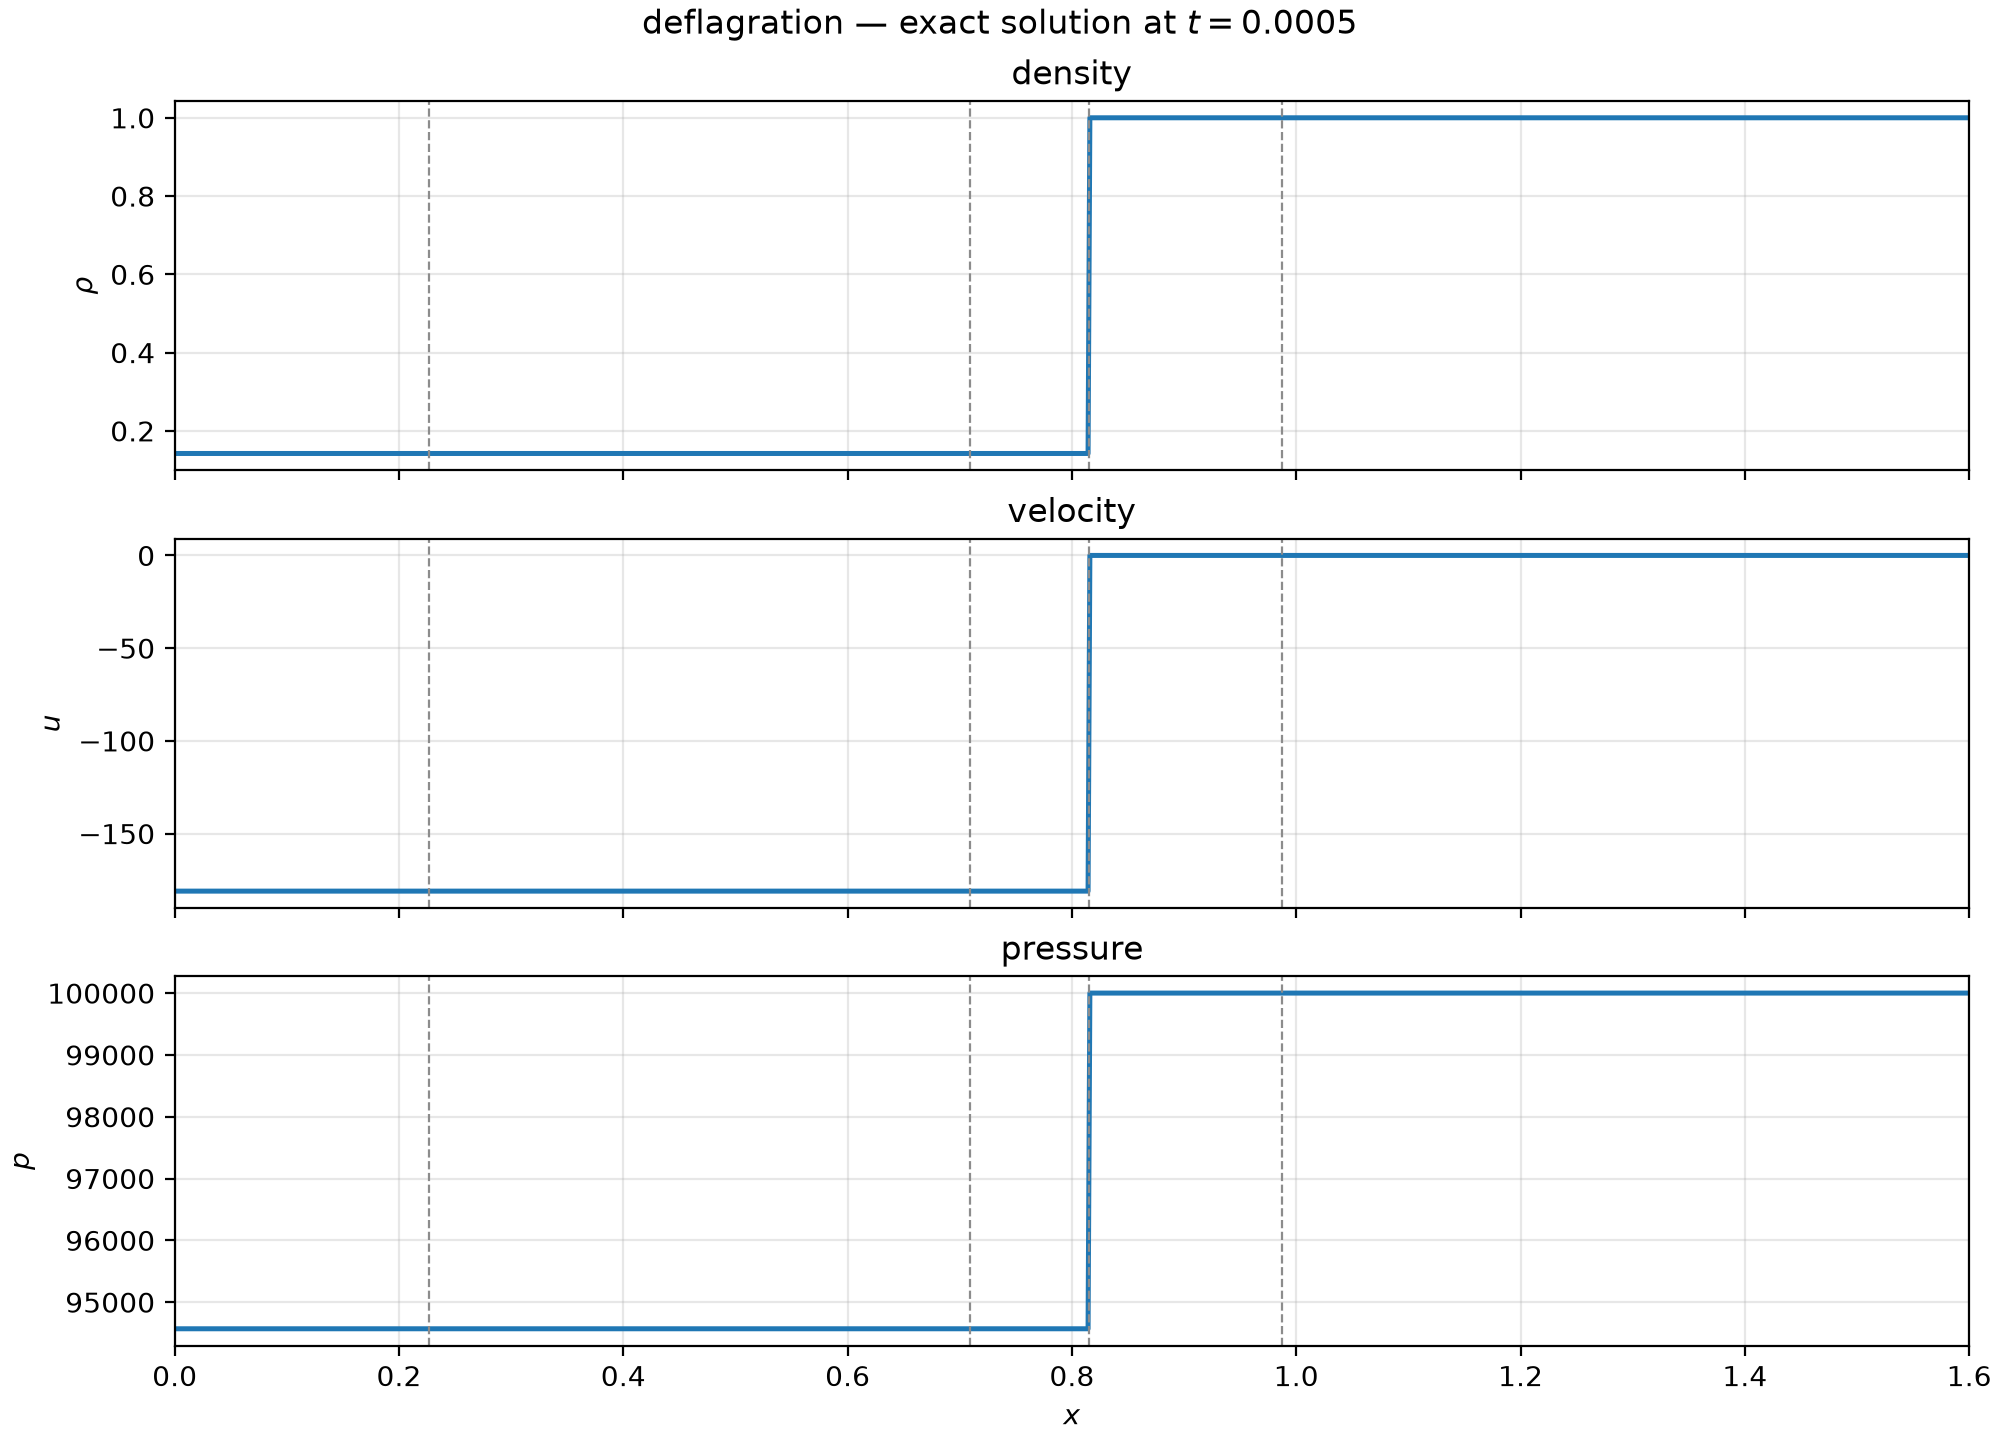 deflagration — exact solution at t = 0.0005
density
1.0
0.8
0.6
0.4
0.2
ρ
velocity
0
−50
−100
−150
u
pressure
100000
99000
98000
97000
96000
95000
p
0.0 0.2 0.4 0.6 0.8 1.0 1.2 1.4 1.6
x